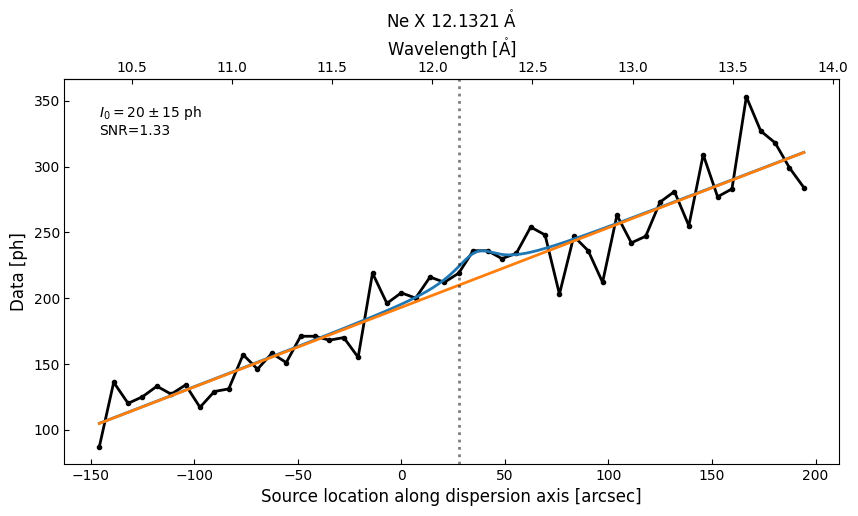 Ne X 12.1321 Å
Wavelength [Å]
10.5 11.0 11.5 12.0 12.5 13.0 13.5 14.0
I₀ = 20 ± 15 ph
SNR=1.33
350
300
250
200
150
100
Data [ph]
−150 −100 −50 0 50 100 150 200
Source location along dispersion axis [arcsec]